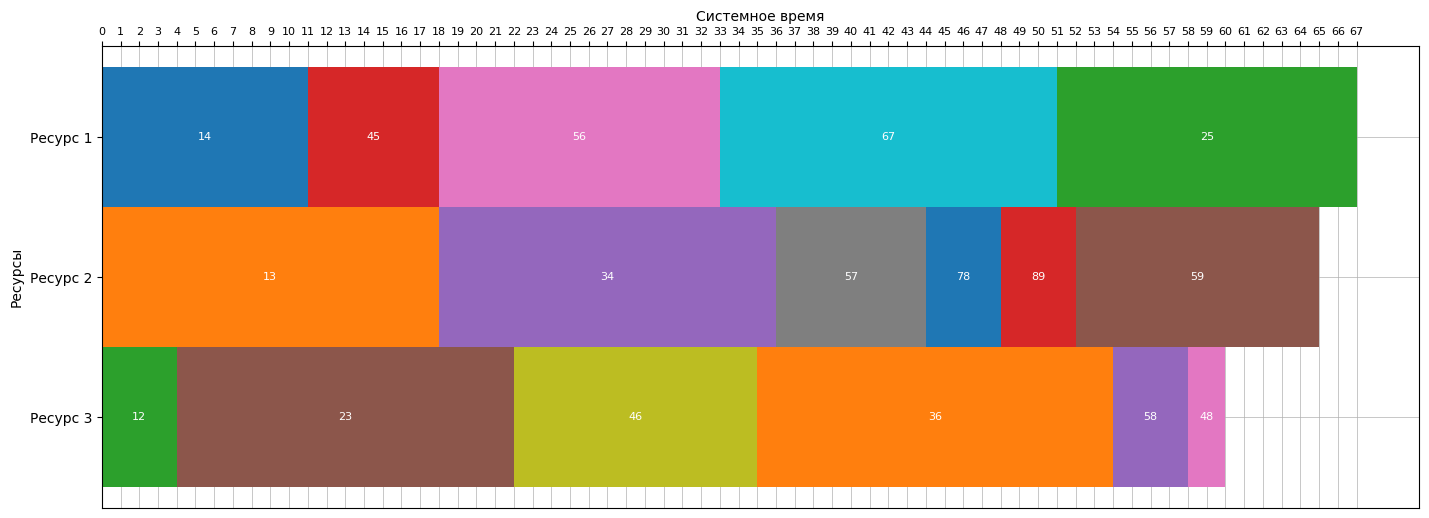 Системное время
0 1 2 3 4 5 6 7 8 9 10 11 12 13 14 15 16 17 18 19 20 21 22 23 24 25 26 27 28 29 30 31 32 33 34 35 36 37 38 39 40 41 42 43 44 45 46 47 48 49 50 51 52 53 54 55 56 57 58 59 60 61 62 63 64 65 66 67
Ресурс 1 14 45 56 67 25
Ресурсы
Ресурс 2 13 34 57 78 89 59
Ресурс 3 12 23 46 36 58 48